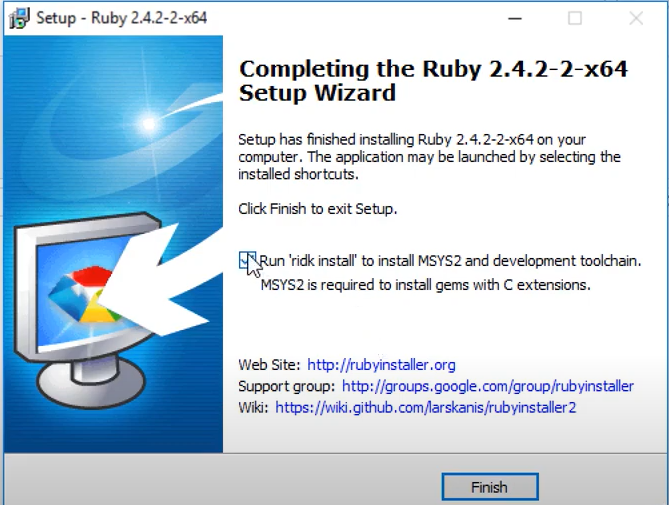 Setup - Ruby 2.4.2-2-x64
Completing the Ruby 2.4.2-2-x64
Setup Wizard
Setup has finished installing Ruby 2.4.2-2-x64 on your
computer. The application may be launched by selecting the
installed shortcuts.
Click Finish to exit Setup.
Run 'ridk install' to install MSYS2 and development toolchain.
MSYS2 is required to install gems with C extensions.
Web Site: http://rubyinstaller.org
Support group: http://groups.google.com/group/rubyinstaller
Wiki: https://wiki.github.com/larskanis/rubyinstaller2
Finish